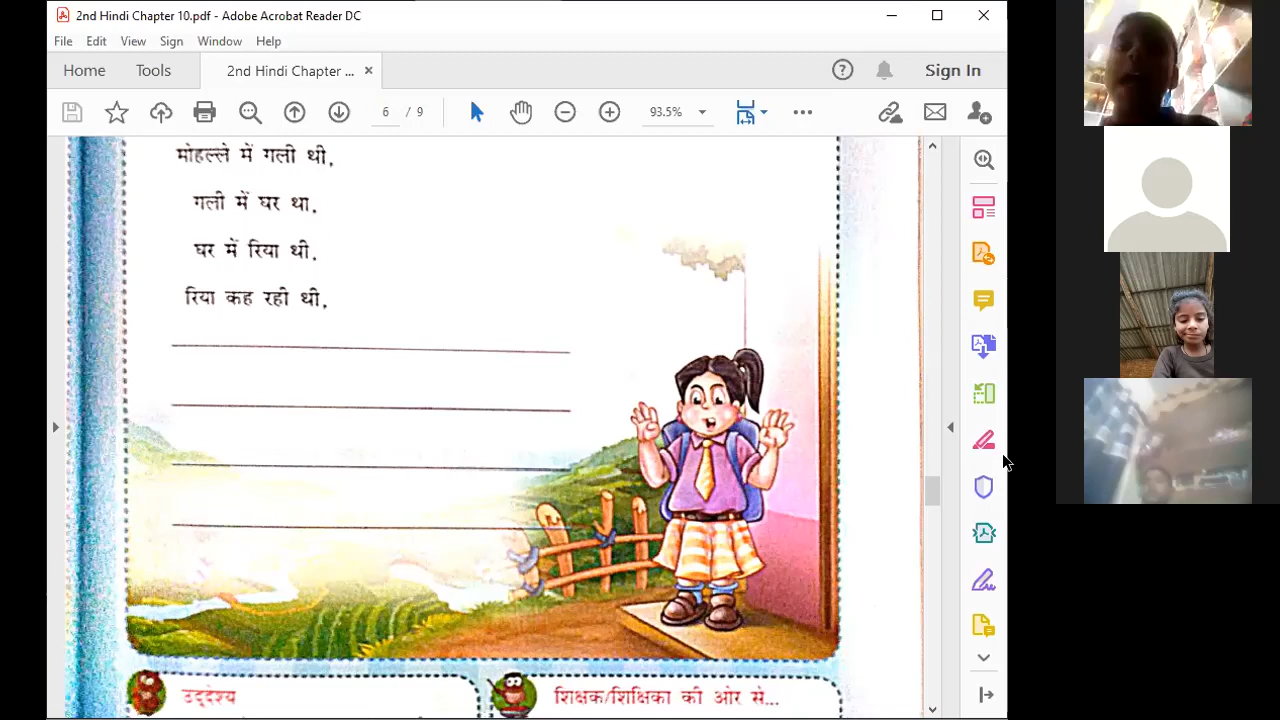 2nd Hindi Chapter 10.pdf - Adobe Acrobat Reader DC
File Edit View Sign Window Help
Home Tools 2nd Hindi Chapter ... × Sign In
6 / 9 93.5%
मोहल्ले में गली थी,
गली में घर था,
घर में रिया थी,
रिया कह रही थी,
उद्देश्य
शिक्षक/शिक्षिका की ओर से...